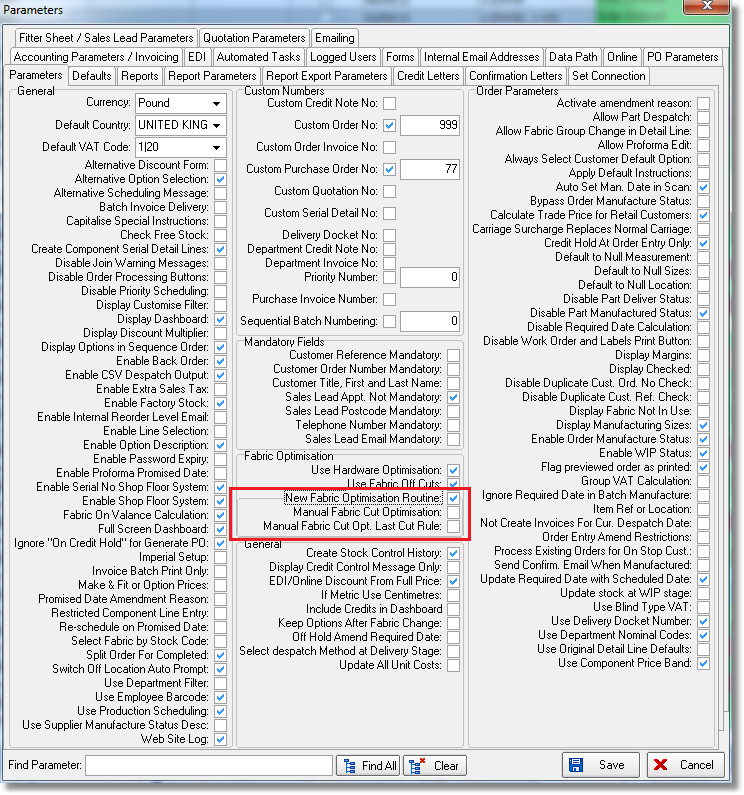 Parameters
Fitter Sheet / Sales Lead Parameters Quotation Parameters Emailing
Accounting Parameters / Invoicing EDI Automated Tasks Logged Users Forms Internal Email Addresses Data Path Online PO Parameters
Parameters Defaults Reports Report Parameters Report Export Parameters Credit Letters Confirmation Letters Set Connection
General
Currency: Pound
Default Country: UNITED KING
Default VAT Code: 1|20
Alternative Discount Form:
Alternative Option Selection:
Alternative Scheduling Message:
Batch Invoice Delivery:
Capitalise Special Instructions:
Check Free Stock:
Create Component Serial Detail Lines:
Disable Join Warning Messages:
Disable Order Processing Buttons:
Disable Priority Scheduling:
Display Customise Filter:
Display Dashboard:
Display Discount Multiplier:
Display Options in Sequence Order:
Enable Back Order:
Enable CSV Despatch Output:
Enable Extra Sales Tax:
Enable Factory Stock:
Enable Internal Reorder Level Email:
Enable Line Selection:
Enable Option Description:
Enable Password Expiry:
Enable Proforma Promised Date:
Enable Serial No Shop Floor System:
Enable Shop Floor System:
Fabric On Valance Calculation:
Full Screen Dashboard:
Ignore "On Credit Hold" for Generate PO:
Imperial Setup:
Invoice Batch Print Only:
Make & Fit or Option Prices:
Promised Date Amendment Reason:
Restricted Component Line Entry:
Re-schedule on Promised Date:
Select Fabric by Stock Code:
Split Order For Completed:
Switch Off Location Auto Prompt:
Use Department Filter:
Use Employee Barcode:
Use Production Scheduling:
Use Supplier Manufacture Status Desc:
Web Site Log:
Custom Numbers
Custom Credit Note No:
Custom Order No: 999
Custom Order Invoice No:
Custom Purchase Order No: 77
Custom Quotation No:
Custom Serial Detail No:
Delivery Docket No:
Department Credit Note No:
Department Invoice No:
Priority Number: 0
Purchase Invoice Number:
Sequential Batch Numbering: 0
Mandatory Fields
Customer Reference Mandatory:
Customer Order Number Mandatory:
Customer Title, First and Last Name:
Sales Lead Appt. Not Mandatory:
Sales Lead Postcode Mandatory:
Telephone Number Mandatory:
Sales Lead Email Mandatory:
Fabric Optimisation
Use Hardware Optimisation:
Use Fabric Off Cuts:
New Fabric Optimisation Routine:
Manual Fabric Cut Optimisation:
Manual Fabric Cut Opt. Last Cut Rule:
General
Create Stock Control History:
Display Credit Control Message Only:
EDI/Online Discount From Full Price:
If Metric Use Centimetres:
Include Credits in Dashboard
Keep Options After Fabric Change:
Off Hold Amend Required Date:
Select despatch Method at Delivery Stage:
Update All Unit Costs:
Order Parameters
Activate amendment reason:
Allow Part Despatch:
Allow Fabric Group Change in Detail Line:
Allow Proforma Edit:
Always Select Customer Default Option:
Apply Default Instructions:
Auto Set Man. Date in Scan:
Bypass Order Manufacture Status:
Calculate Trade Price for Retail Customers:
Carriage Surcharge Replaces Normal Carriage:
Credit Hold At Order Entry Only:
Default to Null Measurement:
Default to Null Sizes:
Default to Null Location:
Disable Part Deliver Status:
Disable Part Manufactured Status:
Disable Required Date Calculation:
Disable Work Order and Labels Print Button:
Display Margins:
Display Checked:
Disable Duplicate Cust. Ord. No Check:
Disable Duplicate Cust. Ref. Check:
Display Fabric Not In Use:
Display Manufacturing Sizes:
Enable Order Manufacture Status:
Enable WIP Status:
Flag previewed order as printed:
Group VAT Calculation:
Ignore Required Date in Batch Manufacture:
Item Ref or Location:
Not Create Invoices For Cur. Despatch Date:
Order Entry Amend Restrictions:
Process Existing Orders for On Stop Cust.:
Send Confirm. Email When Manufactured:
Update Required Date with Scheduled Date:
Update stock at WIP stage:
Use Blind Type VAT:
Use Delivery Docket Number:
Use Department Nominal Codes:
Use Original Detail Line Defaults:
Use Component Price Band:
Find Parameter: Find All Clear Save Cancel